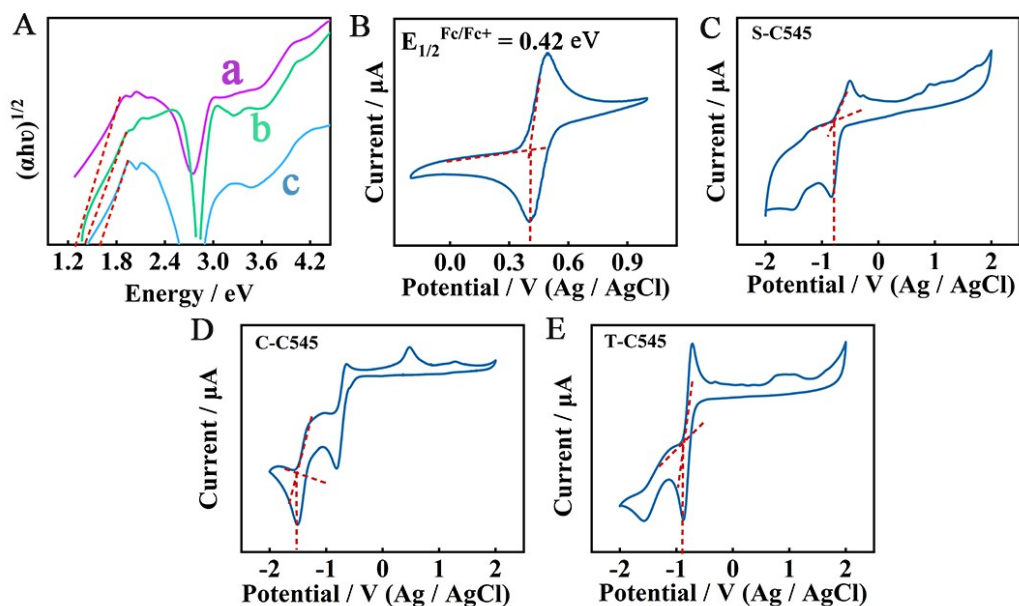 A
(αhυ)1/2
a
b
c
1.2 1.8 2.4 3.0 3.6 4.2
Energy / eV
B
E1/2Fc/Fc+ = 0.42 eV
Current / μA
0.0 0.3 0.6 0.9
Potential / V (Ag / AgCl)
C
S-C545
Current / μA
-2 -1 0 1 2
Potential / V (Ag / AgCl)
D
C-C545
Current / μA
-2 -1 0 1 2
Potential / V (Ag / AgCl)
E
T-C545
Current / μA
-2 -1 0 1 2
Potential / V (Ag / AgCl)